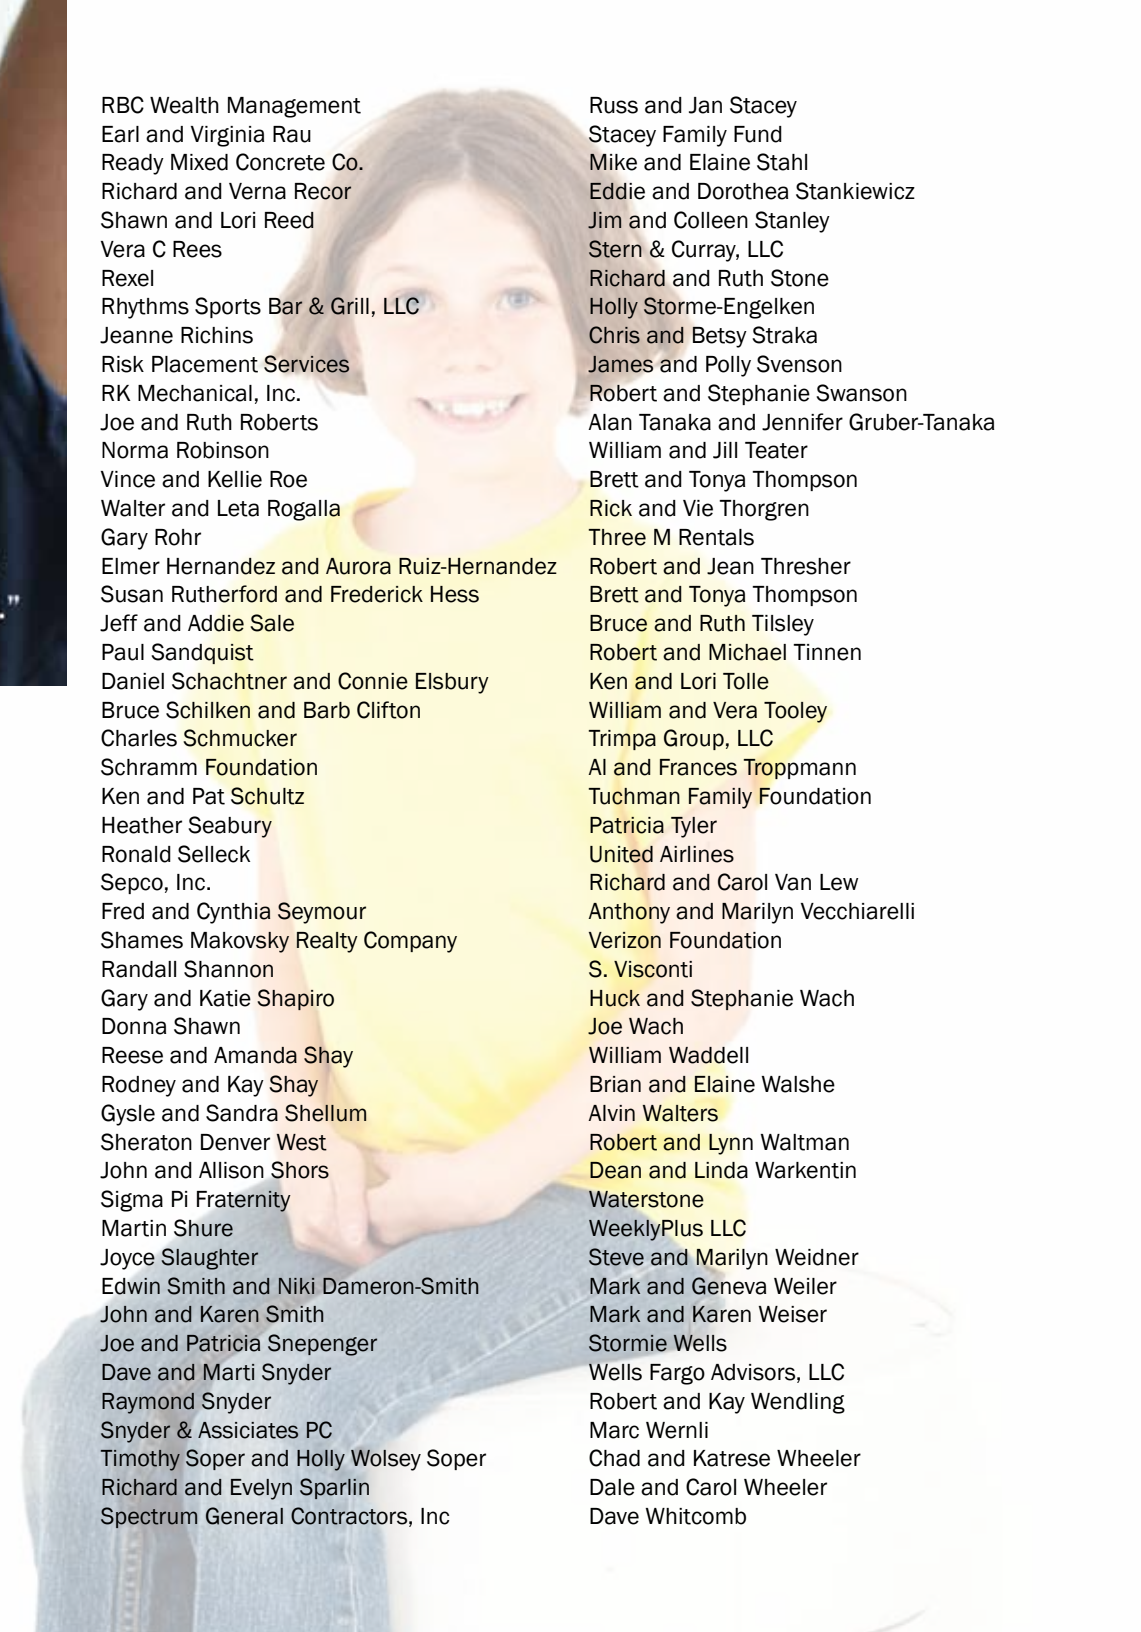 ."
RBC Wealth Management
Earl and Virginia Rau
Ready Mixed Concrete Co.
Richard and Verna Recor
Shawn and Lori Reed
Vera C Rees
Rexel
Rhythms Sports Bar & Grill, LLC
Jeanne Richins
Risk Placement Services
RK Mechanical, Inc.
Joe and Ruth Roberts
Norma Robinson
Vince and Kellie Roe
Walter and Leta Rogalla
Gary Rohr
Elmer Hernandez and Aurora Ruiz-Hernandez
Susan Rutherford and Frederick Hess
Jeff and Addie Sale
Paul Sandquist
Daniel Schachtner and Connie Elsbury
Bruce Schilken and Barb Clifton
Charles Schmucker
Schramm Foundation
Ken and Pat Schultz
Heather Seabury
Ronald Selleck
Sepco, Inc.
Fred and Cynthia Seymour
Shames Makovsky Realty Company
Randall Shannon
Gary and Katie Shapiro
Donna Shawn
Reese and Amanda Shay
Rodney and Kay Shay
Gysle and Sandra Shellum
Sheraton Denver West
John and Allison Shors
Sigma Pi Fraternity
Martin Shure
Joyce Slaughter
Edwin Smith and Niki Dameron-Smith
John and Karen Smith
Joe and Patricia Snepenger
Dave and Marti Snyder
Raymond Snyder
Snyder & Assiciates PC
Timothy Soper and Holly Wolsey Soper
Richard and Evelyn Sparlin
Spectrum General Contractors, Inc
Russ and Jan Stacey
Stacey Family Fund
Mike and Elaine Stahl
Eddie and Dorothea Stankiewicz
Jim and Colleen Stanley
Stern & Curray, LLC
Richard and Ruth Stone
Holly Storme-Engelken
Chris and Betsy Straka
James and Polly Svenson
Robert and Stephanie Swanson
Alan Tanaka and Jennifer Gruber-Tanaka
William and Jill Teater
Brett and Tonya Thompson
Rick and Vie Thorgren
Three M Rentals
Robert and Jean Thresher
Brett and Tonya Thompson
Bruce and Ruth Tilsley
Robert and Michael Tinnen
Ken and Lori Tolle
William and Vera Tooley
Trimpa Group, LLC
Al and Frances Troppmann
Tuchman Family Foundation
Patricia Tyler
United Airlines
Richard and Carol Van Lew
Anthony and Marilyn Vecchiarelli
Verizon Foundation
S. Visconti
Huck and Stephanie Wach
Joe Wach
William Waddell
Brian and Elaine Walshe
Alvin Walters
Robert and Lynn Waltman
Dean and Linda Warkentin
Waterstone
WeeklyPlus LLC
Steve and Marilyn Weidner
Mark and Geneva Weiler
Mark and Karen Weiser
Stormie Wells
Wells Fargo Advisors, LLC
Robert and Kay Wendling
Marc Wernli
Chad and Katrese Wheeler
Dale and Carol Wheeler
Dave Whitcomb